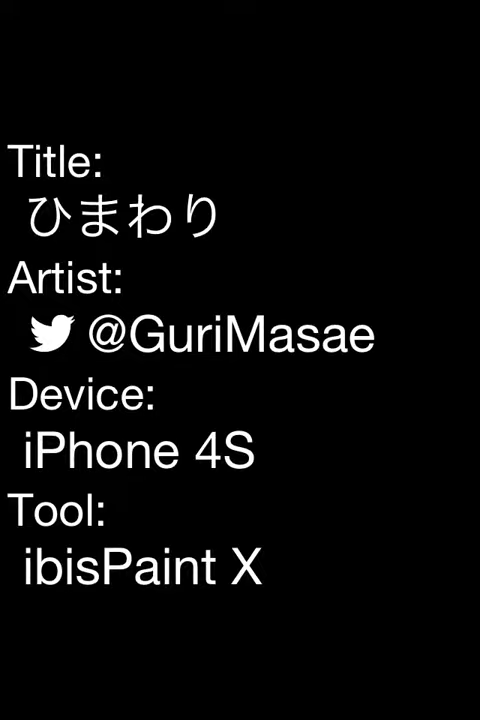 Title:
ひまわり
Artist:
@GuriMasae
Device:
iPhone 4S
Tool:
ibisPaint X